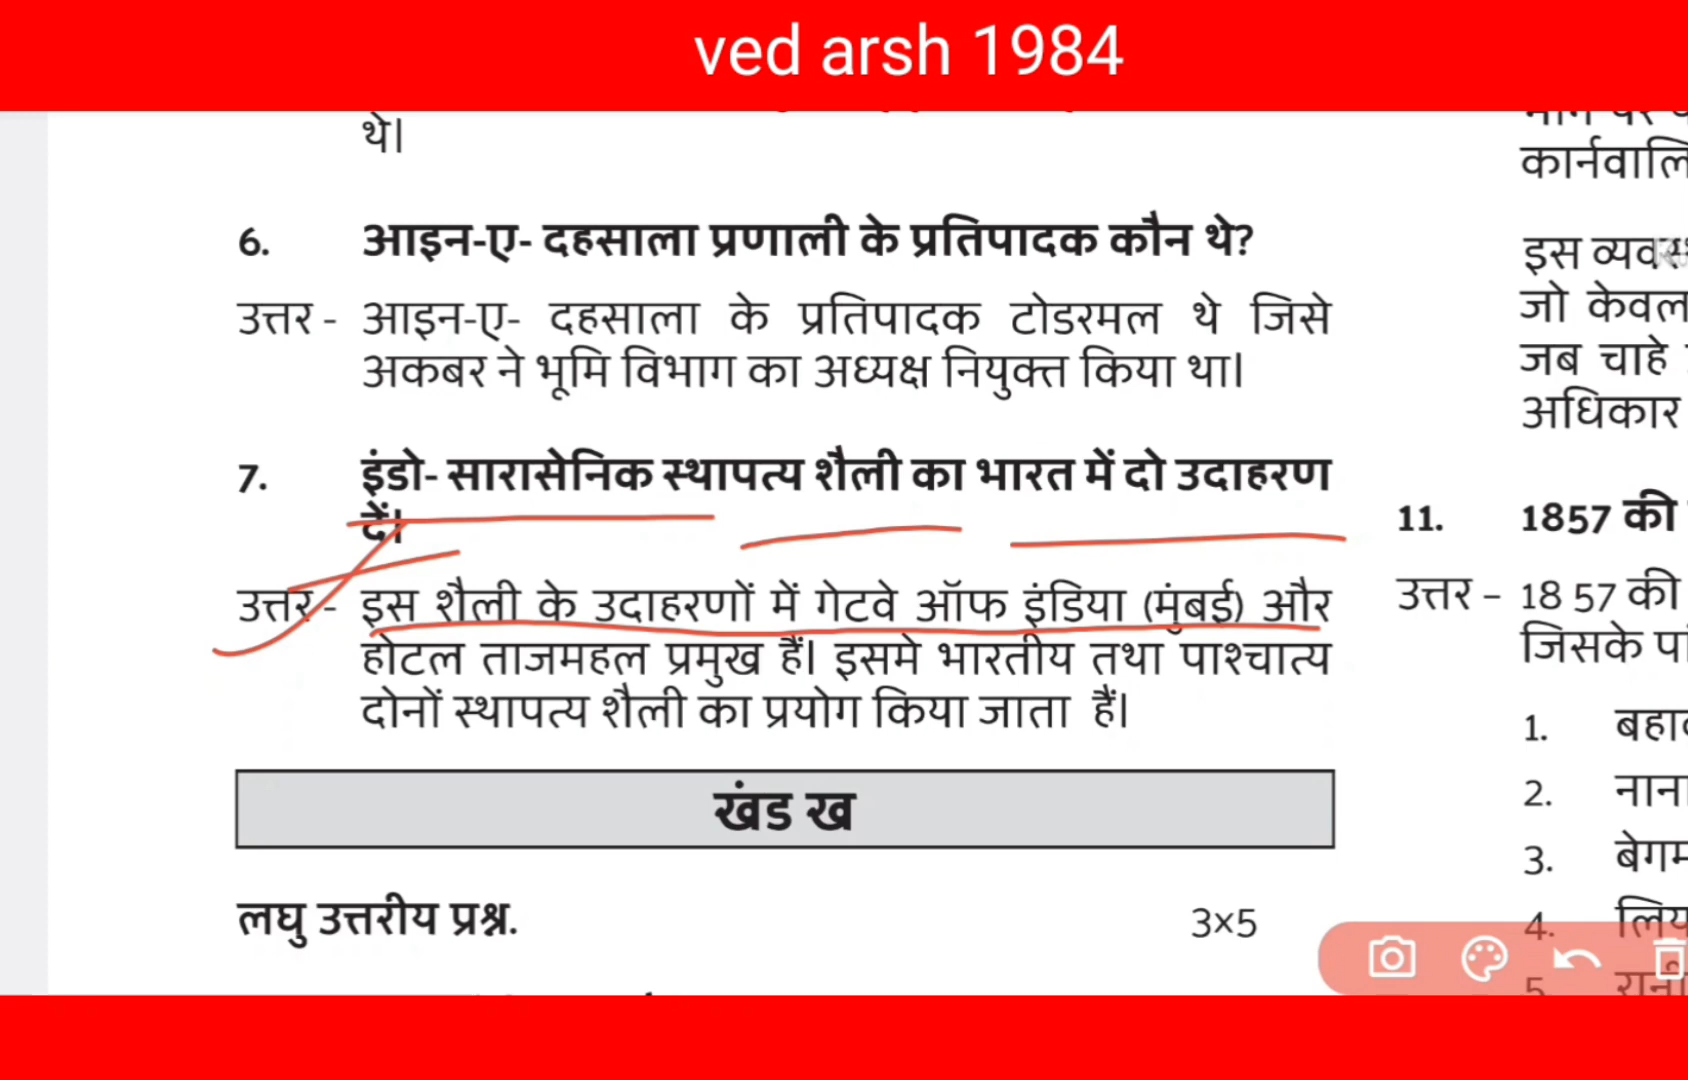 ved arsh 1984
थे।
6. आइन-ए- दहसाला प्रणाली के प्रतिपादक कौन थे?
उत्तर - आइन-ए- दहसाला के प्रतिपादक टोडरमल थे जिसे
अकबर ने भूमि विभाग का अध्यक्ष नियुक्त किया था।
7. इंडो- सारासेनिक स्थापत्य शैली का भारत में दो उदाहरण
दें।
उत्तर - इस शैली के उदाहरणों में गेटवे ऑफ इंडिया (मुंबई) और
होटल ताजमहल प्रमुख हैं। इसमे भारतीय तथा पाश्चात्य
दोनों स्थापत्य शैली का प्रयोग किया जाता हैं।
खंड ख
लघु उत्तरीय प्रश्न.
3×5
इस
जो केवल
जब चाहे
अधिकार
11. 1857 की
उत्तर – 18 57 की
जिसके
1.
2.
3.
4.
5